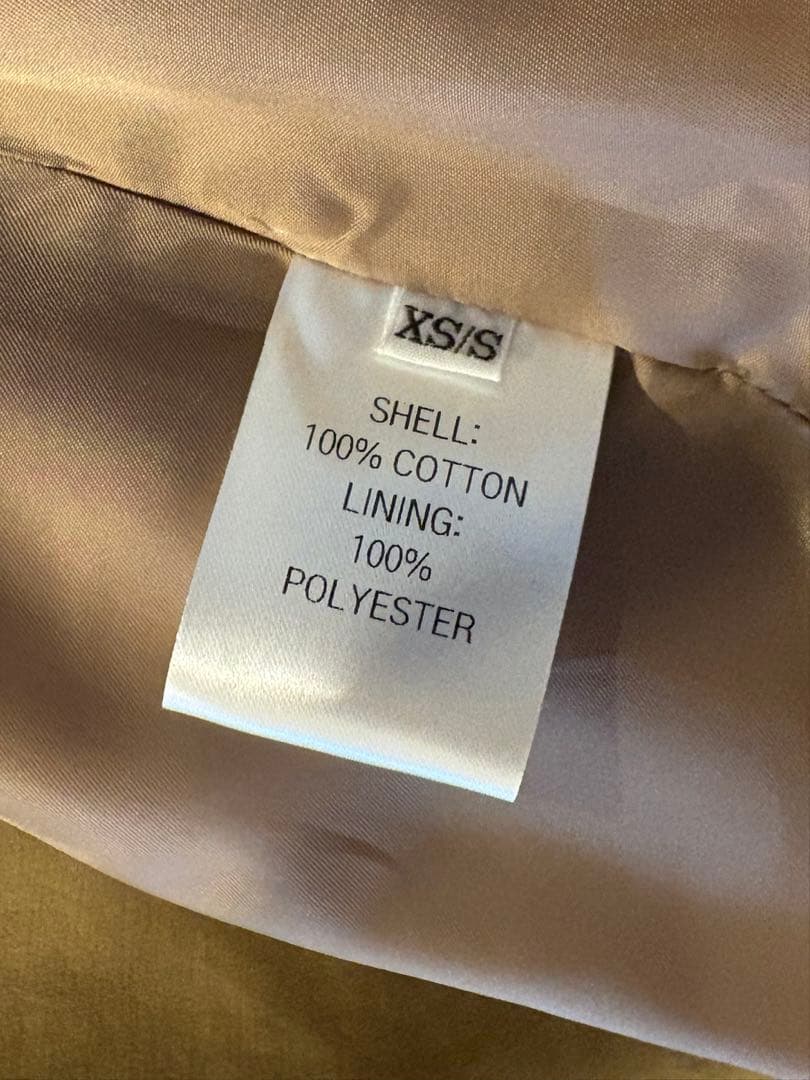 XS/S
SHELL:
100% COTTON
LINING:
100%
POLYESTER